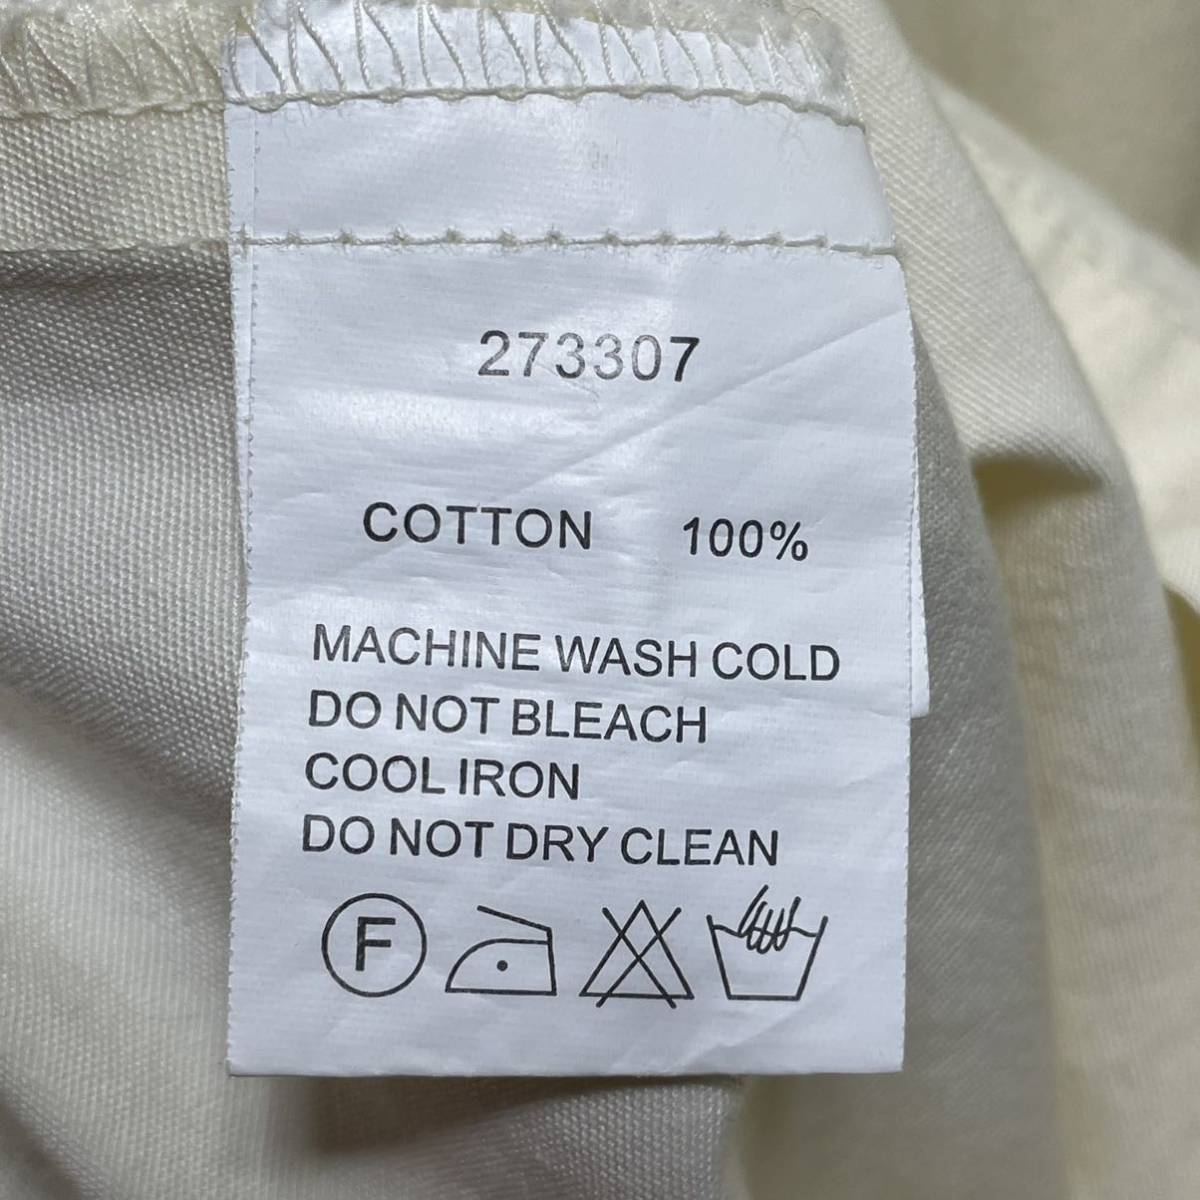 273307
COTTON 100%
MACHINE WASH COLD
DO NOT BLEACH
COOL IRON
DO NOT DRY CLEAN
F